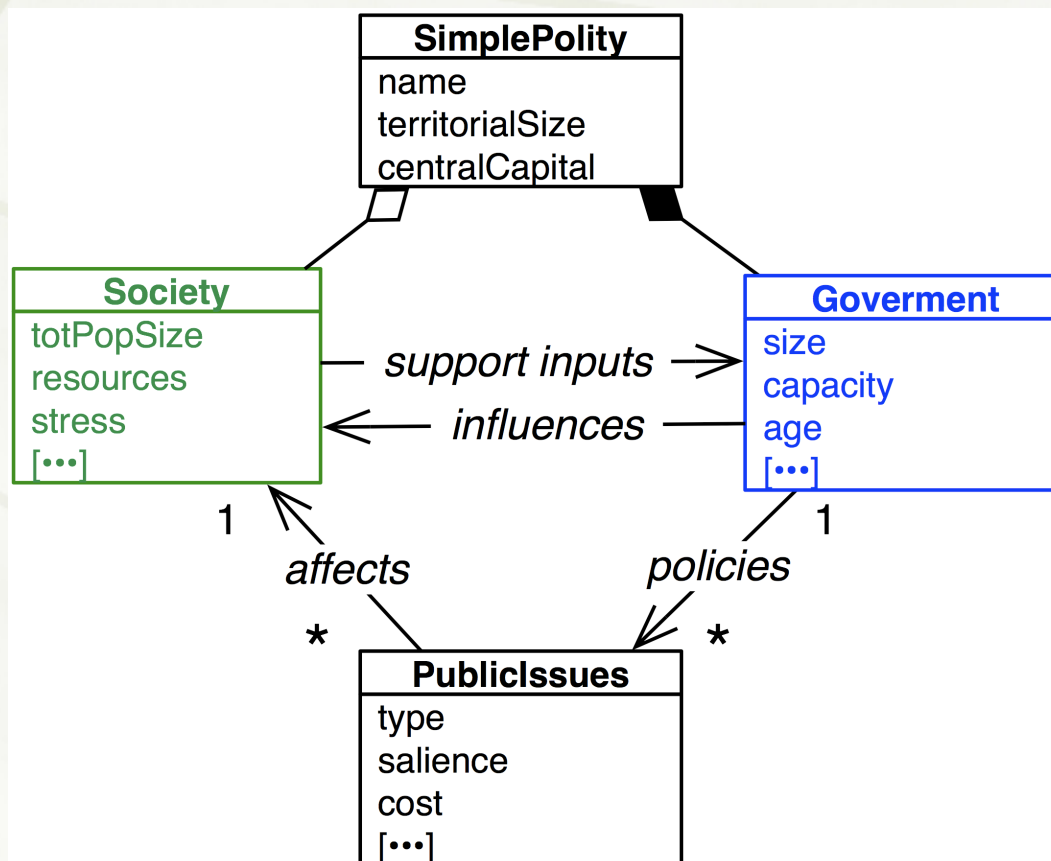 SimplePolity
name
territorialSize
centralCapital
Society
totPopSize
resources
stress
[•••]
support inputs
influences
Goverment
size
capacity
age
[•••]
1
affects
*
1
policies
*
PublicIssues
type
salience
cost
[•••]